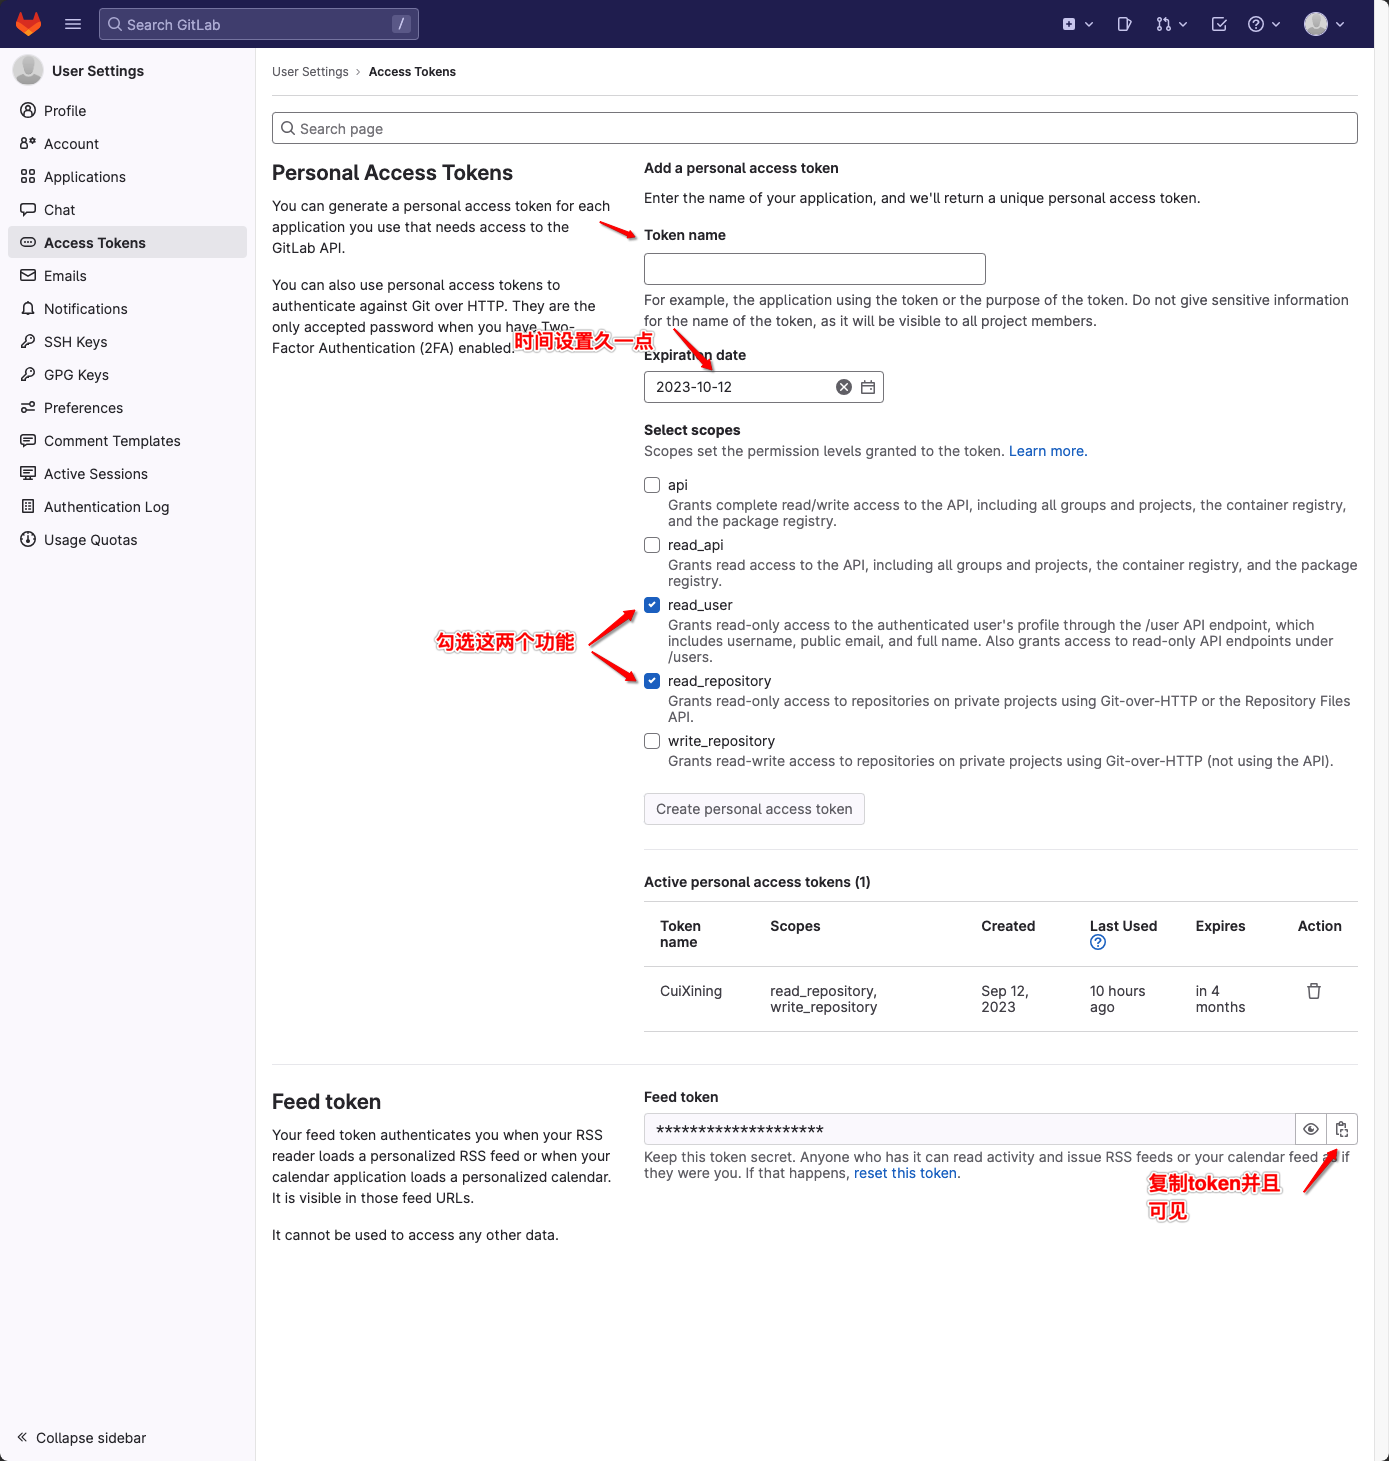 Search GitLab
/
User Settings
Profile
Account
Applications
Chat
Access Tokens
Emails
Notifications
SSH Keys
GPG Keys
Preferences
Comment Templates
Active Sessions
Authentication Log
Usage Quotas
Collapse sidebar
User Settings › Access Tokens
Search page
Personal Access Tokens
You can generate a personal access token for each
application you use that needs access to the
GitLab API.
You can also use personal access tokens to
authenticate against Git over HTTP. They are the
only accepted password when you have Two-
Factor Authentication (2FA) enabled.
Add a personal access token
Enter the name of your application, and we'll return a unique personal access token.
Token name
For example, the application using the token or the purpose of the token. Do not give sensitive information
for the name of the token, as it will be visible to all project members.
时间设置久一点
Expiration date
2023-10-12
Select scopes
Scopes set the permission levels granted to the token. Learn more.
api
Grants complete read/write access to the API, including all groups and projects, the container registry,
and the package registry.
read_api
Grants read access to the API, including all groups and projects, the container registry, and the package
registry.
勾选这两个功能
read_user
Grants read-only access to the authenticated user's profile through the /user API endpoint, which
includes username, public email, and full name. Also grants access to read-only API endpoints under
/users.
read_repository
Grants read-only access to repositories on private projects using Git-over-HTTP or the Repository Files
API.
write_repository
Grants read-write access to repositories on private projects using Git-over-HTTP (not using the API).
Create personal access token
Active personal access tokens (1)
Token name Scopes Created Last Used Expires Action
CuiXining read_repository, write_repository Sep 12, 2023 10 hours ago in 4 months
Feed token
Your feed token authenticates you when your RSS
reader loads a personalized RSS feed or when your
calendar application loads a personalized calendar.
It is visible in those feed URLs.
It cannot be used to access any other data.
Feed token
********************
Keep this token secret. Anyone who has it can read activity and issue RSS feeds or your calendar feed as if
they were you. If that happens, reset this token.
复制token并且
可见